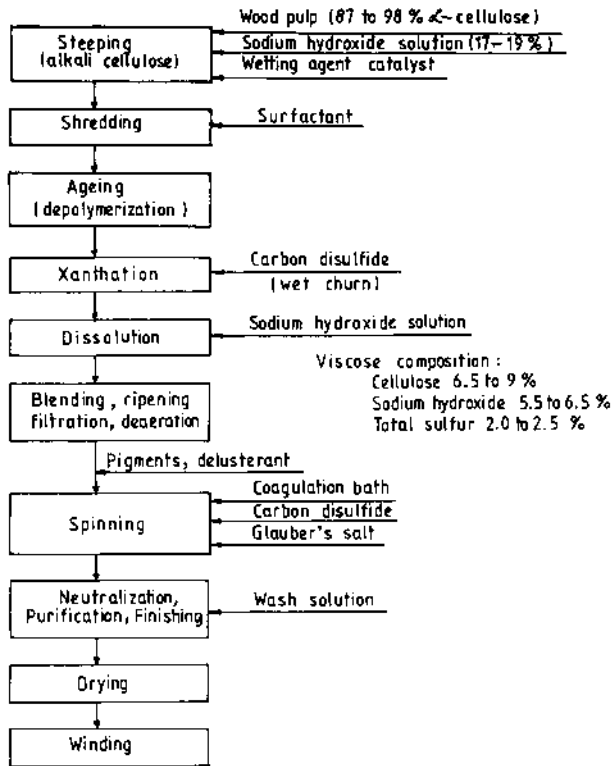 Wood pulp (87 to 98 % α-cellulose)
Steeping
(alkali cellulose)
Sodium hydroxide solution (17-19 %)
Wetting agent catalyst
Shredding
Surfactant
Ageing
(depolymerization)
Xanthation
Carbon disulfide
(wet churn)
Dissolution
Sodium hydroxide solution
Viscose composition :
Cellulose 6.5 to 9 %
Sodium hydroxide 5.5 to 6.5 %
Total sulfur 2.0 to 2.5 %
Blending, ripening
filtration, deaeration
Pigments, delusterant
Spinning
Coagulation bath
Carbon disulfide
Glauber's salt
Neutralization,
Purification, Finishing
Wash solution
Drying
Winding